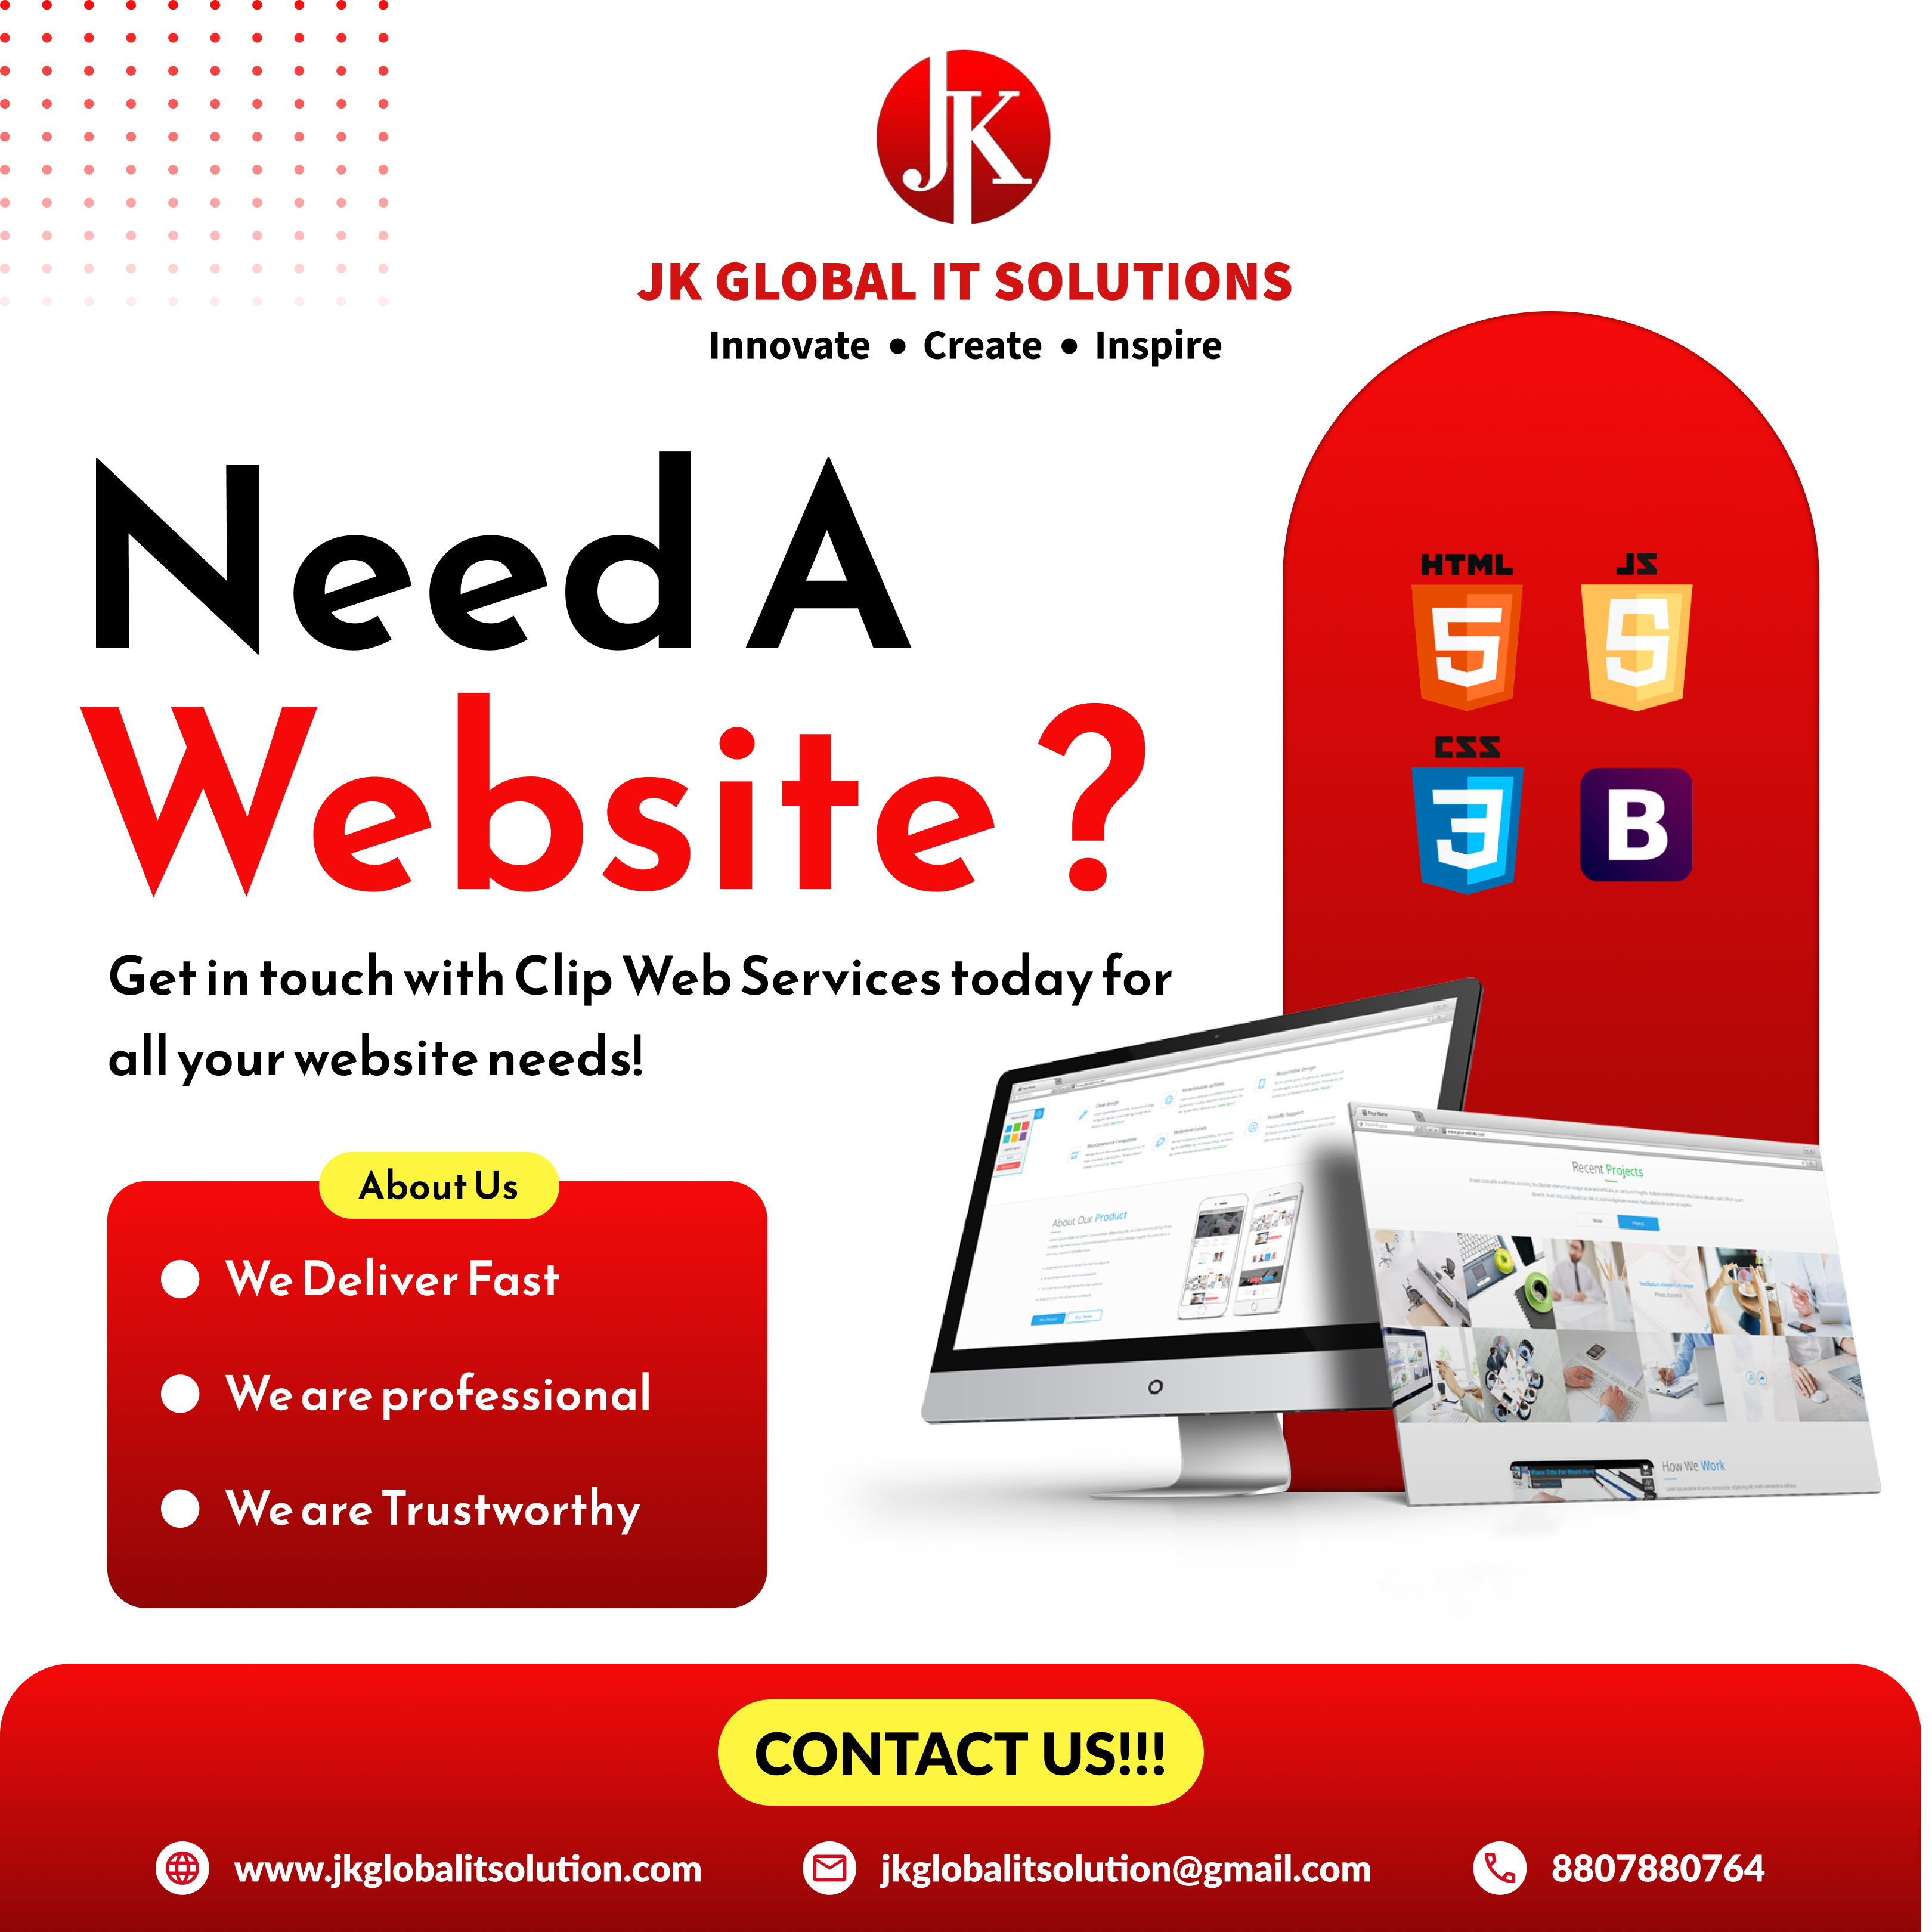 JK
JK GLOBAL IT SOLUTIONS
Innovate • Create • Inspire
Need A
Website ?
HTML
JS
CSS
B
Get in touch with Clip Web Services today for
all your website needs!
About Us
We Deliver Fast
We are professional
We are Trustworthy
About Our Product
Recent Projects
How We Work
CONTACT US!!!
www.jkglobalitsolution.com
jkglobalitsolution@gmail.com
8807880764